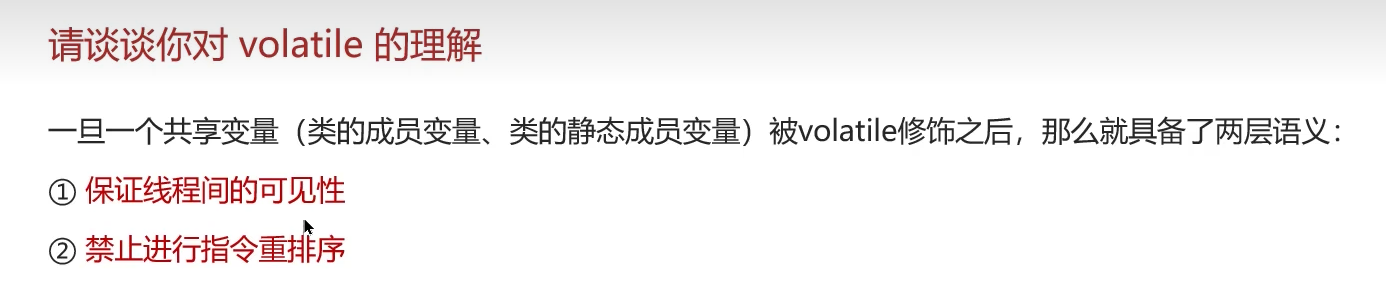 请谈谈你对 volatile 的理解
一旦一个共享变量（类的成员变量、类的静态成员变量）被volatile修饰之后，那么就具备了两层语义：
① 保证线程间的可见性
② 禁止进行指令重排序